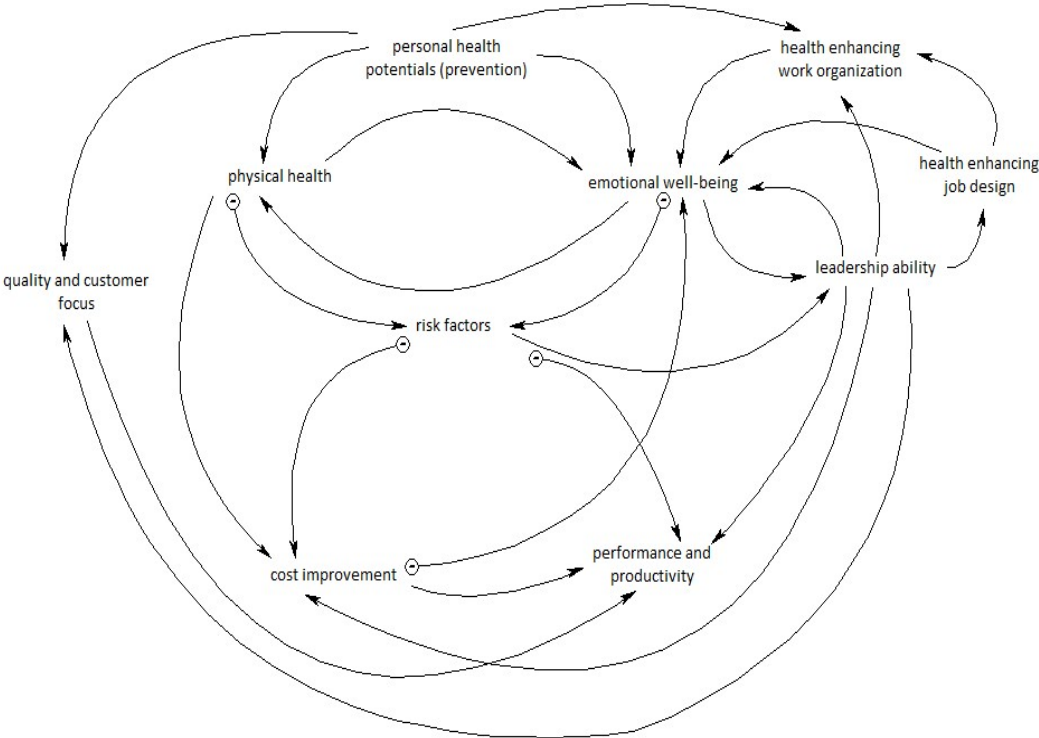 personal health
potentials (prevention)
health enhancing
work organization
health enhancing
job design
physical health
emotional well-being
leadership ability
quality and customer
focus
risk factors
cost improvement
performance and
productivity